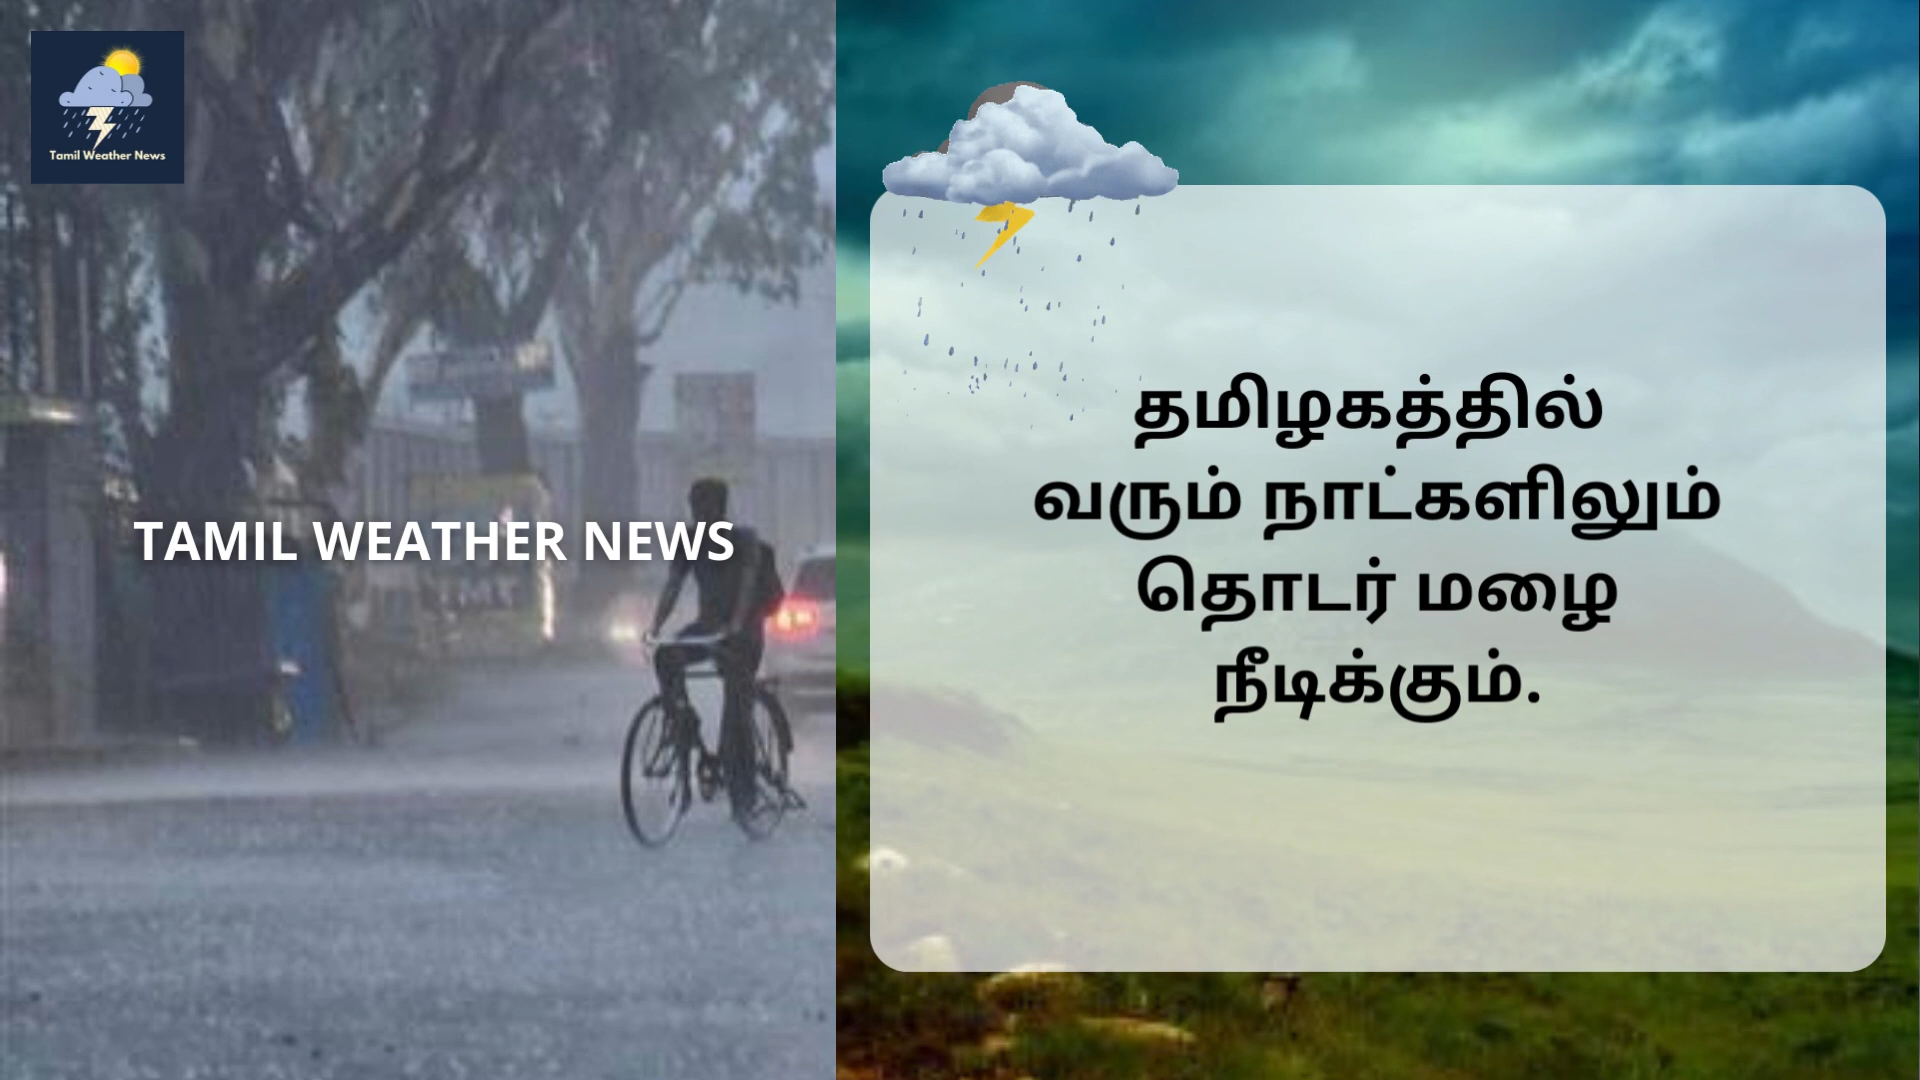 Tamil Weather News
TAMIL WEATHER NEWS
தமிழகத்தில்
வரும் நாட்களிலும்
தொடர் மழை
நீடிக்கும்.